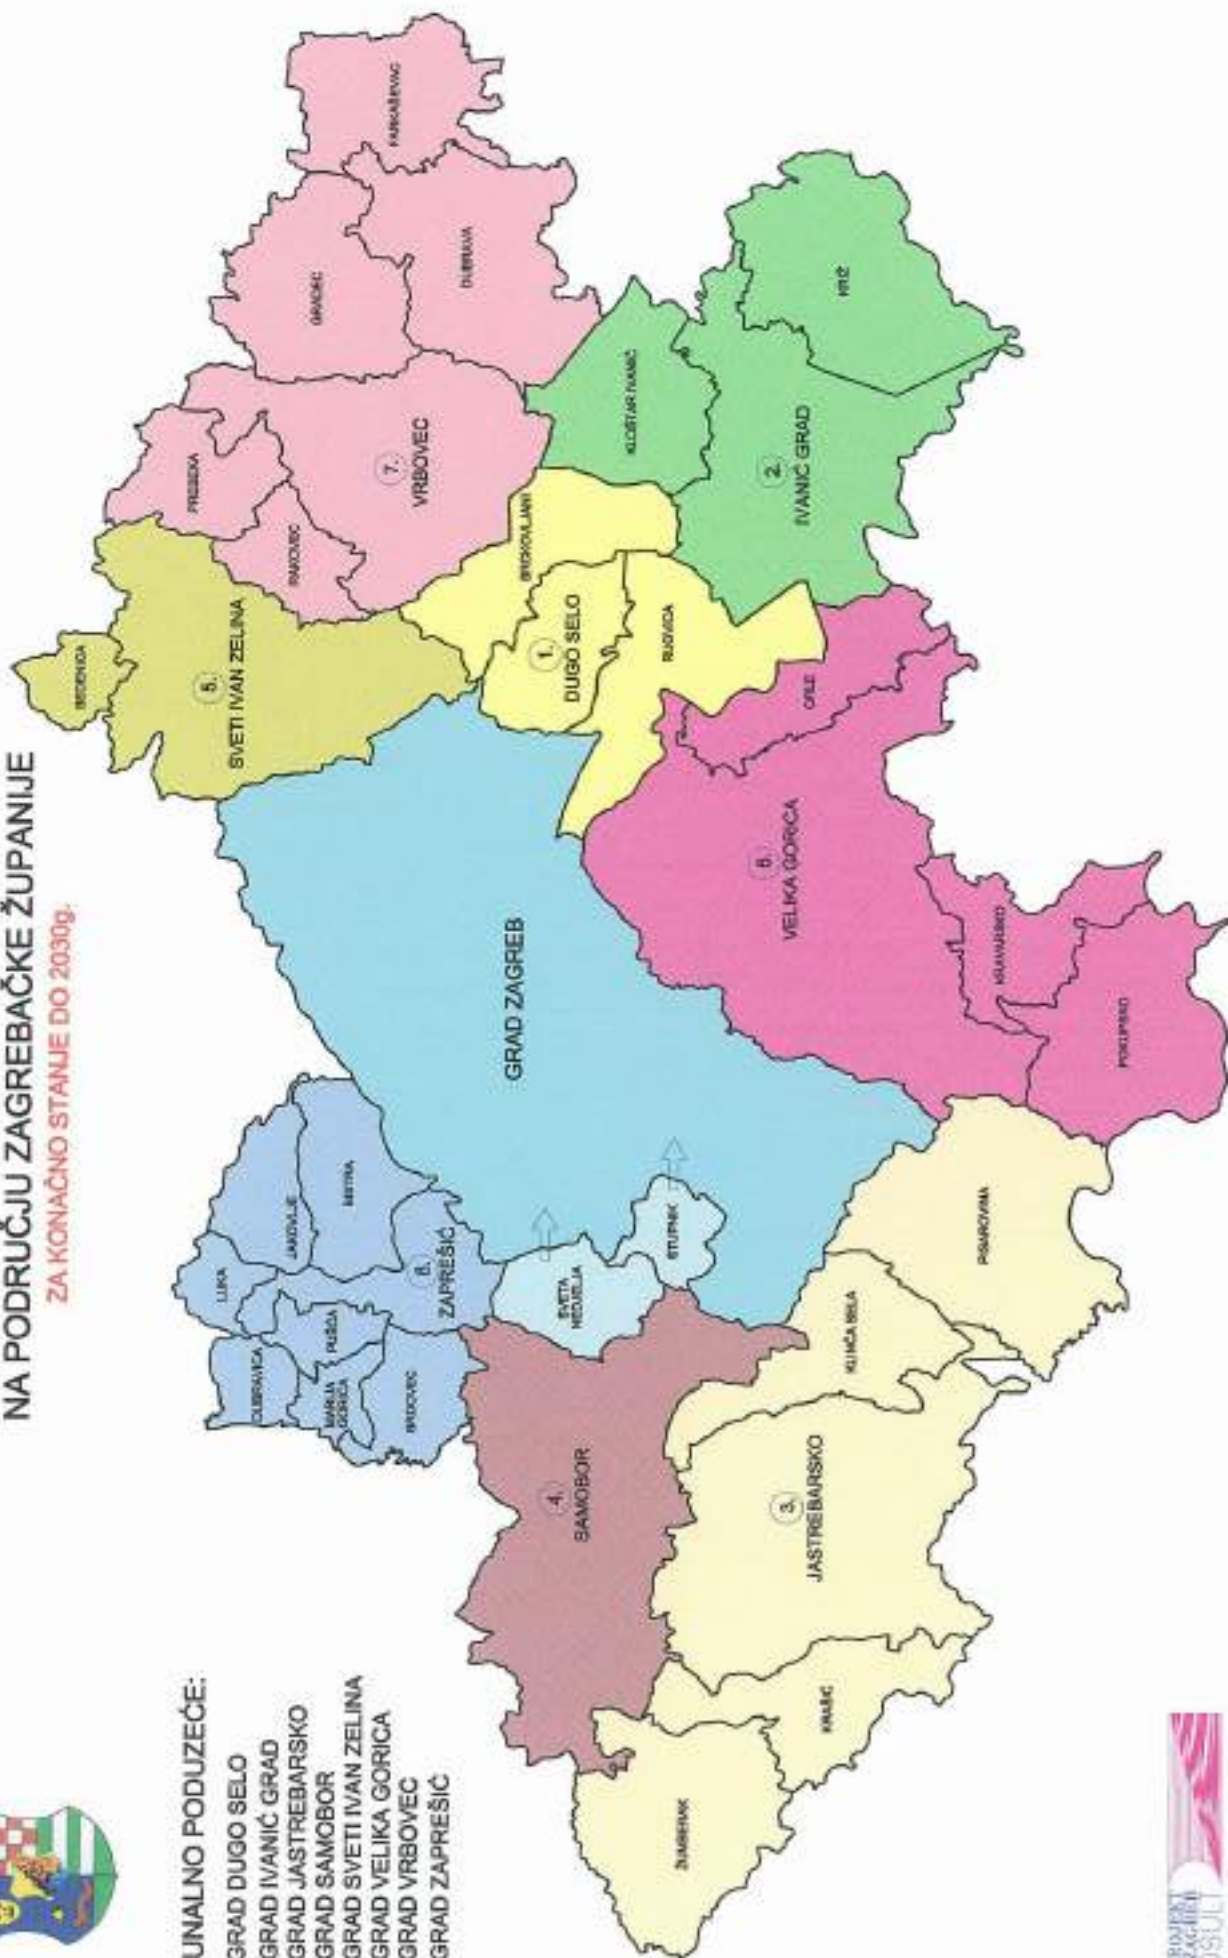 NA PODRUČJU ZAGREBAČKE ŽUPANIJE
ZA KONAČNO STANJE DO 2030g.
UNALNO PODUZEĆE:
GRAD DUGO SELO
GRAD IVANIĆ GRAD
GRAD JASTREBARSKO
GRAD SAMOBOR
GRAD SVETI IVAN ZELINA
GRAD VELIKA GORICA
GRAD VRBOVEC
GRAD ZAPREŠIĆ
BEDENICA
5.
SVETI IVAN ZELINA
PRESEKA
RAKOVEC
GRADEC
FARKAŠEVAC
DUBRAVA
7.
VRBOVEC
LUKA
JAKOVLJE
BISTRA
DUBRAVICA
PUŠĆA
MARIJA
GORICA
BRDOVEC
8.
ZAPREŠIĆ
GRAD ZAGREB
BRCKOVLJANI
1.
DUGO SELO
RUGVICA
KLOŠTAR IVANIĆ
2.
IVANIĆ GRAD
KRIŽ
SVETA
NEDJELJA
STUPNIK
4.
SAMOBOR
6.
VELIKA GORICA
ORLE
KRAVARSKO
POKUPSKO
PISAROVINA
KLINČA SELA
3.
JASTREBARSKO
KRAŠIĆ
ŽUMBERAK